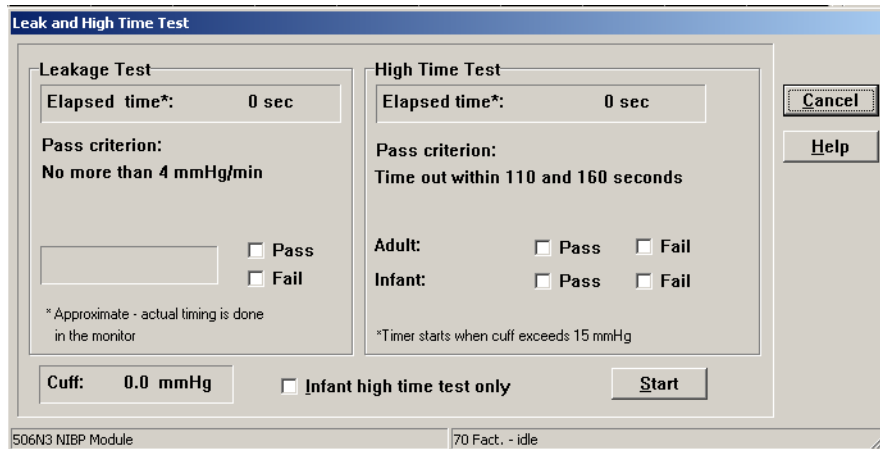 Leak and High Time Test
Leakage Test
Elapsed time*: 0 sec
Pass criterion:
No more than 4 mmHg/min
Pass
Fail
* Approximate - actual timing is done
in the monitor
High Time Test
Elapsed time*: 0 sec
Pass criterion:
Time out within 110 and 160 seconds
Adult: Pass Fail
Infant: Pass Fail
*Timer starts when cuff exceeds 15 mmHg
Cancel
Help
Cuff: 0.0 mmHg
Infant high time test only
Start
506N3 NIBP Module
70 Fact. - idle